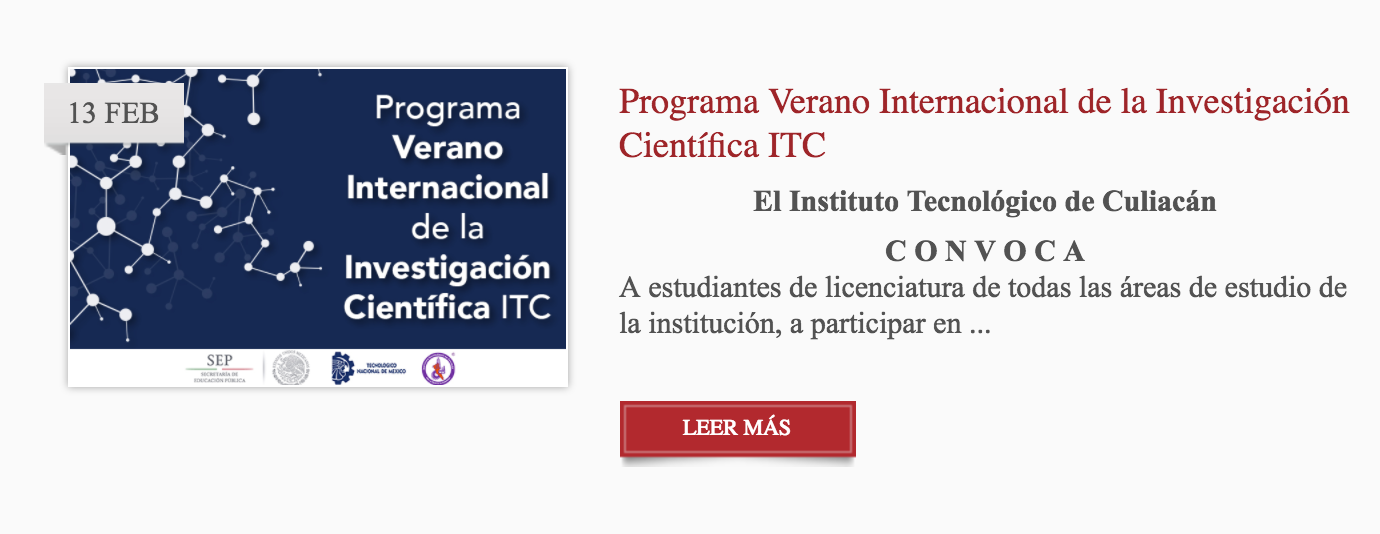 13 FEB
Programa
Verano
Internacional
de la
Investigación
Científica ITC
SEP
SECRETARÍA DE
EDUCACIÓN PÚBLICA
TECNOLÓGICO
NACIONAL DE MÉXICO
Programa Verano Internacional de la Investigación
Científica ITC
El Instituto Tecnológico de Culiacán
C O N V O C A
A estudiantes de licenciatura de todas las áreas de estudio de
la institución, a participar en ...
LEER MÁS